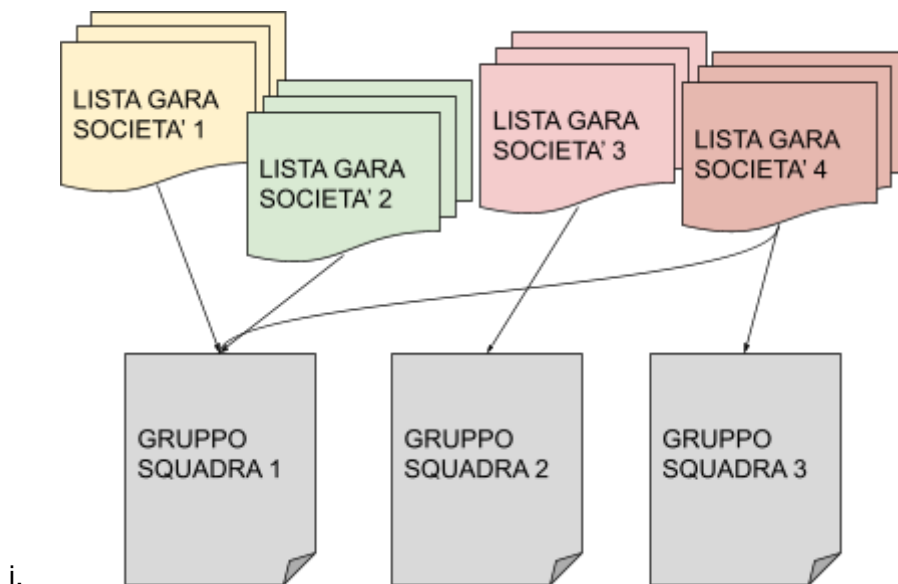 LISTA GARA
SOCIETA' 1
LISTA GARA
SOCIETA' 2
LISTA GARA
SOCIETA' 3
LISTA GARA
SOCIETA' 4
GRUPPO
SQUADRA 1
GRUPPO
SQUADRA 2
GRUPPO
SQUADRA 3
i.